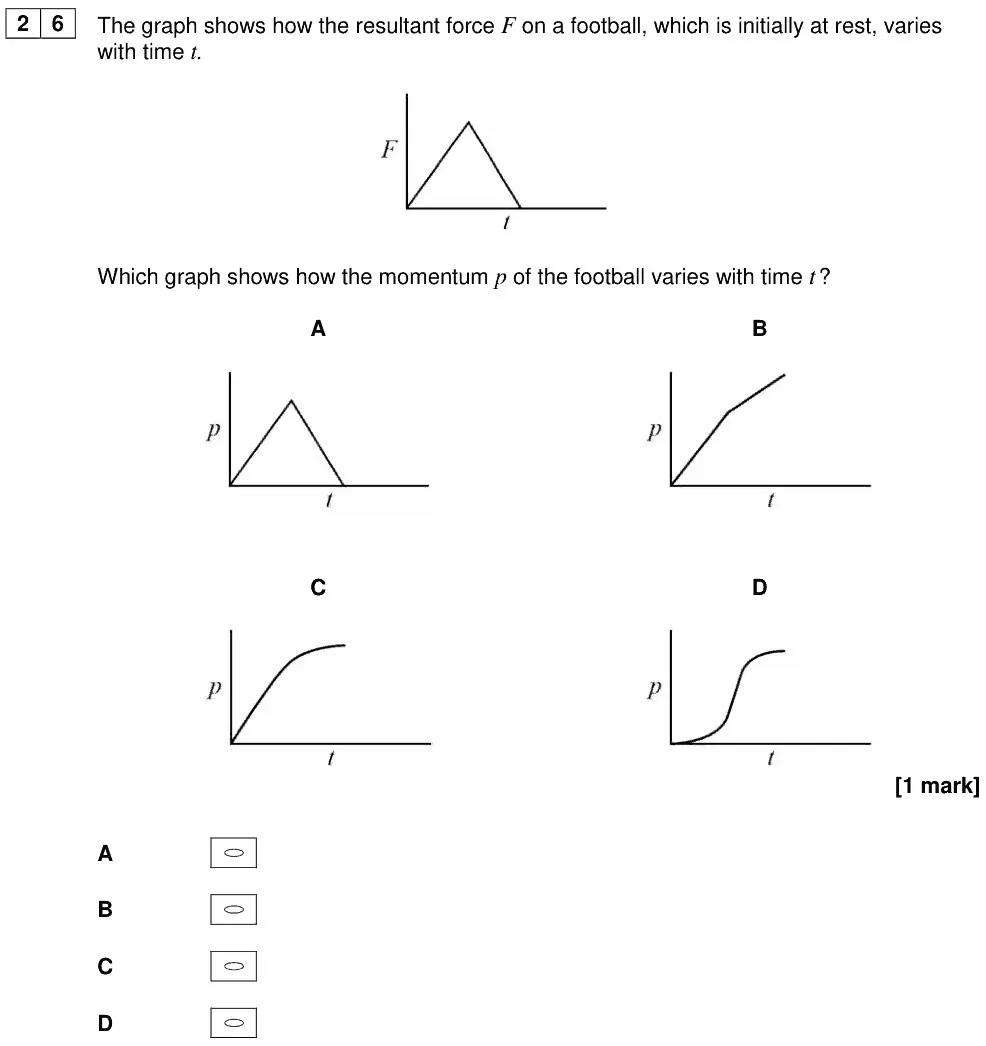 2 6 The graph shows how the resultant force F on a football, which is initially at rest, varies
with time t.
F
t
Which graph shows how the momentum p of the football varies with time t?
A B
p p
t t
C D
p p
t t
[1 mark]
A
B
C
D